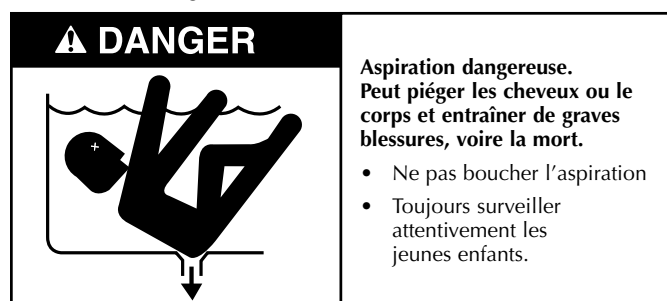 DANGER
Aspiration dangereuse.
Peut piéger les cheveux ou le
corps et entraîner de graves
blessures, voire la mort.
• Ne pas boucher l’aspiration
• Toujours surveiller
attentivement les
jeunes enfants.